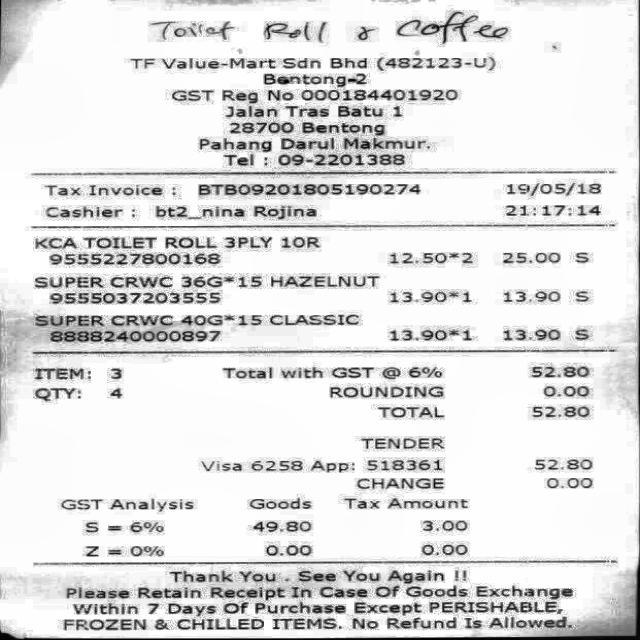 Toilet Roll & Coffee
TF Value-Mart Sdn Bhd (482123-U)
Bentong-2
GST Reg No 000184401920
Jalan Tras Batu 1
28700 Bentong
Pahang Darul Makmur.
Tel : 09-2201388
Tax Invoice : BTB09201805190274 19/05/18
Cashier : bt2_nina Rojina 21:17:14
KCA TOILET ROLL 3PLY 10R
9555227800168 12.50*2 25.00 S
SUPER CRWC 36G*15 HAZELNUT
9555037203555 13.90*1 13.90 S
SUPER CRWC 40G*15 CLASSIC
8888240000897 13.90*1 13.90 S
ITEM: 3 Total with GST @ 6% 52.80
QTY: 4 ROUNDING 0.00
TOTAL 52.80
TENDER
Visa 6258 App: 518361 52.80
CHANGE 0.00
GST Analysis Goods Tax Amount
S = 6% 49.80 3.00
Z = 0% 0.00 0.00
Thank You . See You Again !!
Please Retain Receipt In Case Of Goods Exchange
Within 7 Days Of Purchase Except PERISHABLE,
FROZEN & CHILLED ITEMS. No Refund Is Allowed.